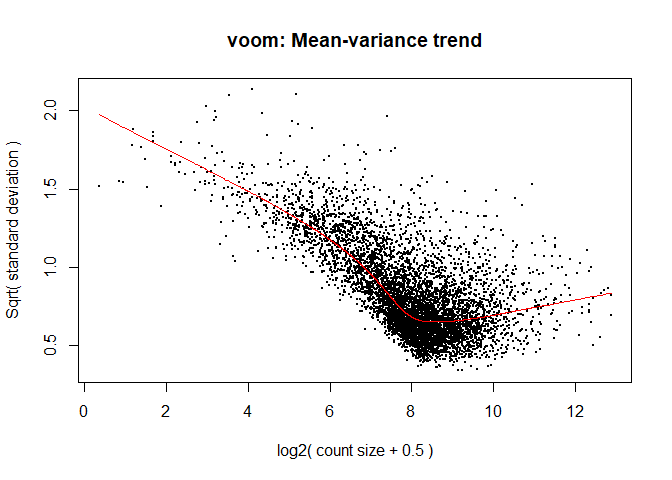 voom: Mean-variance trend
Sqrt( standard deviation )
2.0
1.5
1.0
0.5
0 2 4 6 8 10 12
log2( count size + 0.5 )